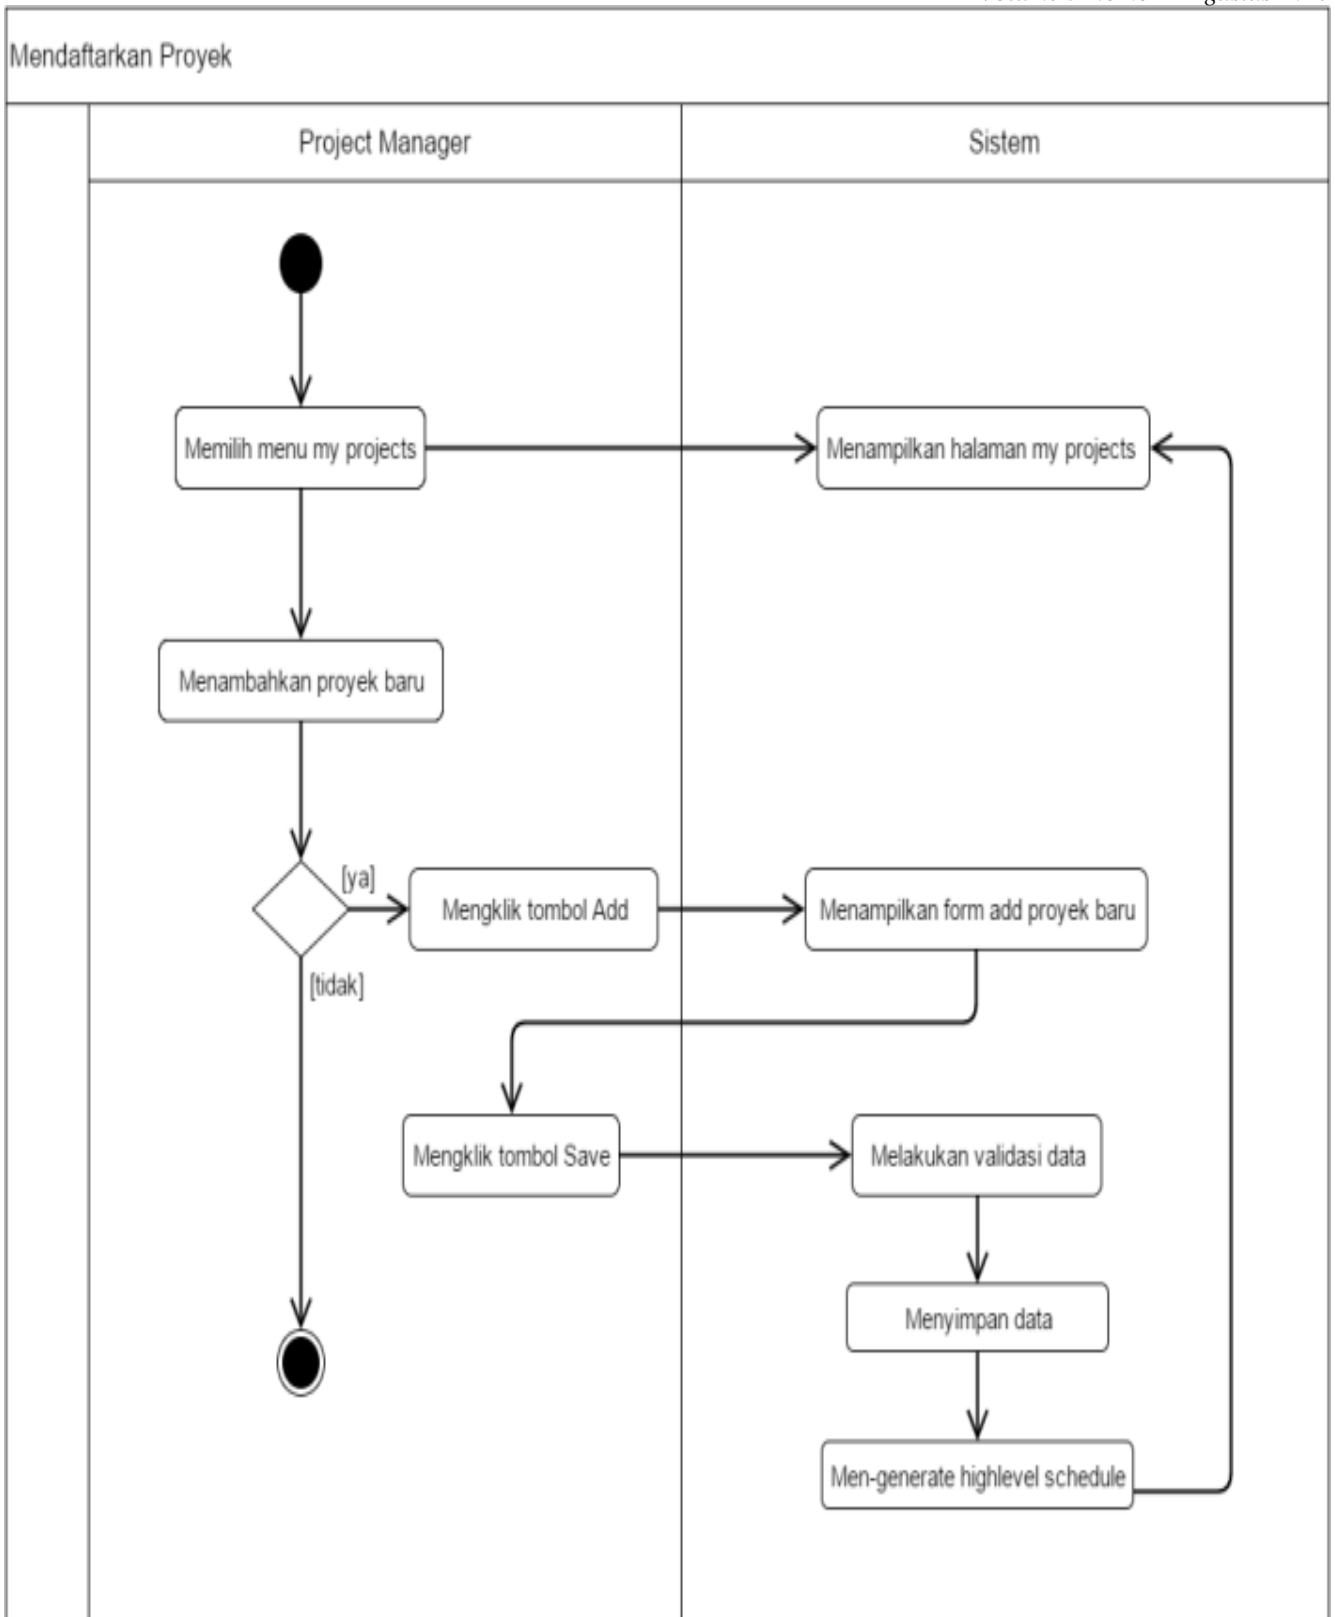 Mendaftarkan Proyek
Project Manager
Sistem
Memilih menu my projects
Menampilkan halaman my projects
Menambahkan proyek baru
[ya]
Mengklik tombol Add
Menampilkan form add proyek baru
[tidak]
Mengklik tombol Save
Melakukan validasi data
Menyimpan data
Men-generate highlevel schedule